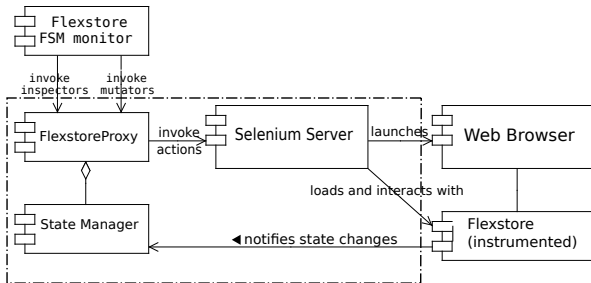 Flexstore
FSM monitor
invoke
inspectors
invoke
mutators
FlexstoreProxy
invoke
actions
Selenium Server
launches
Web Browser
loads and interacts with
State Manager
◀ notifies state changes
Flexstore
(instrumented)